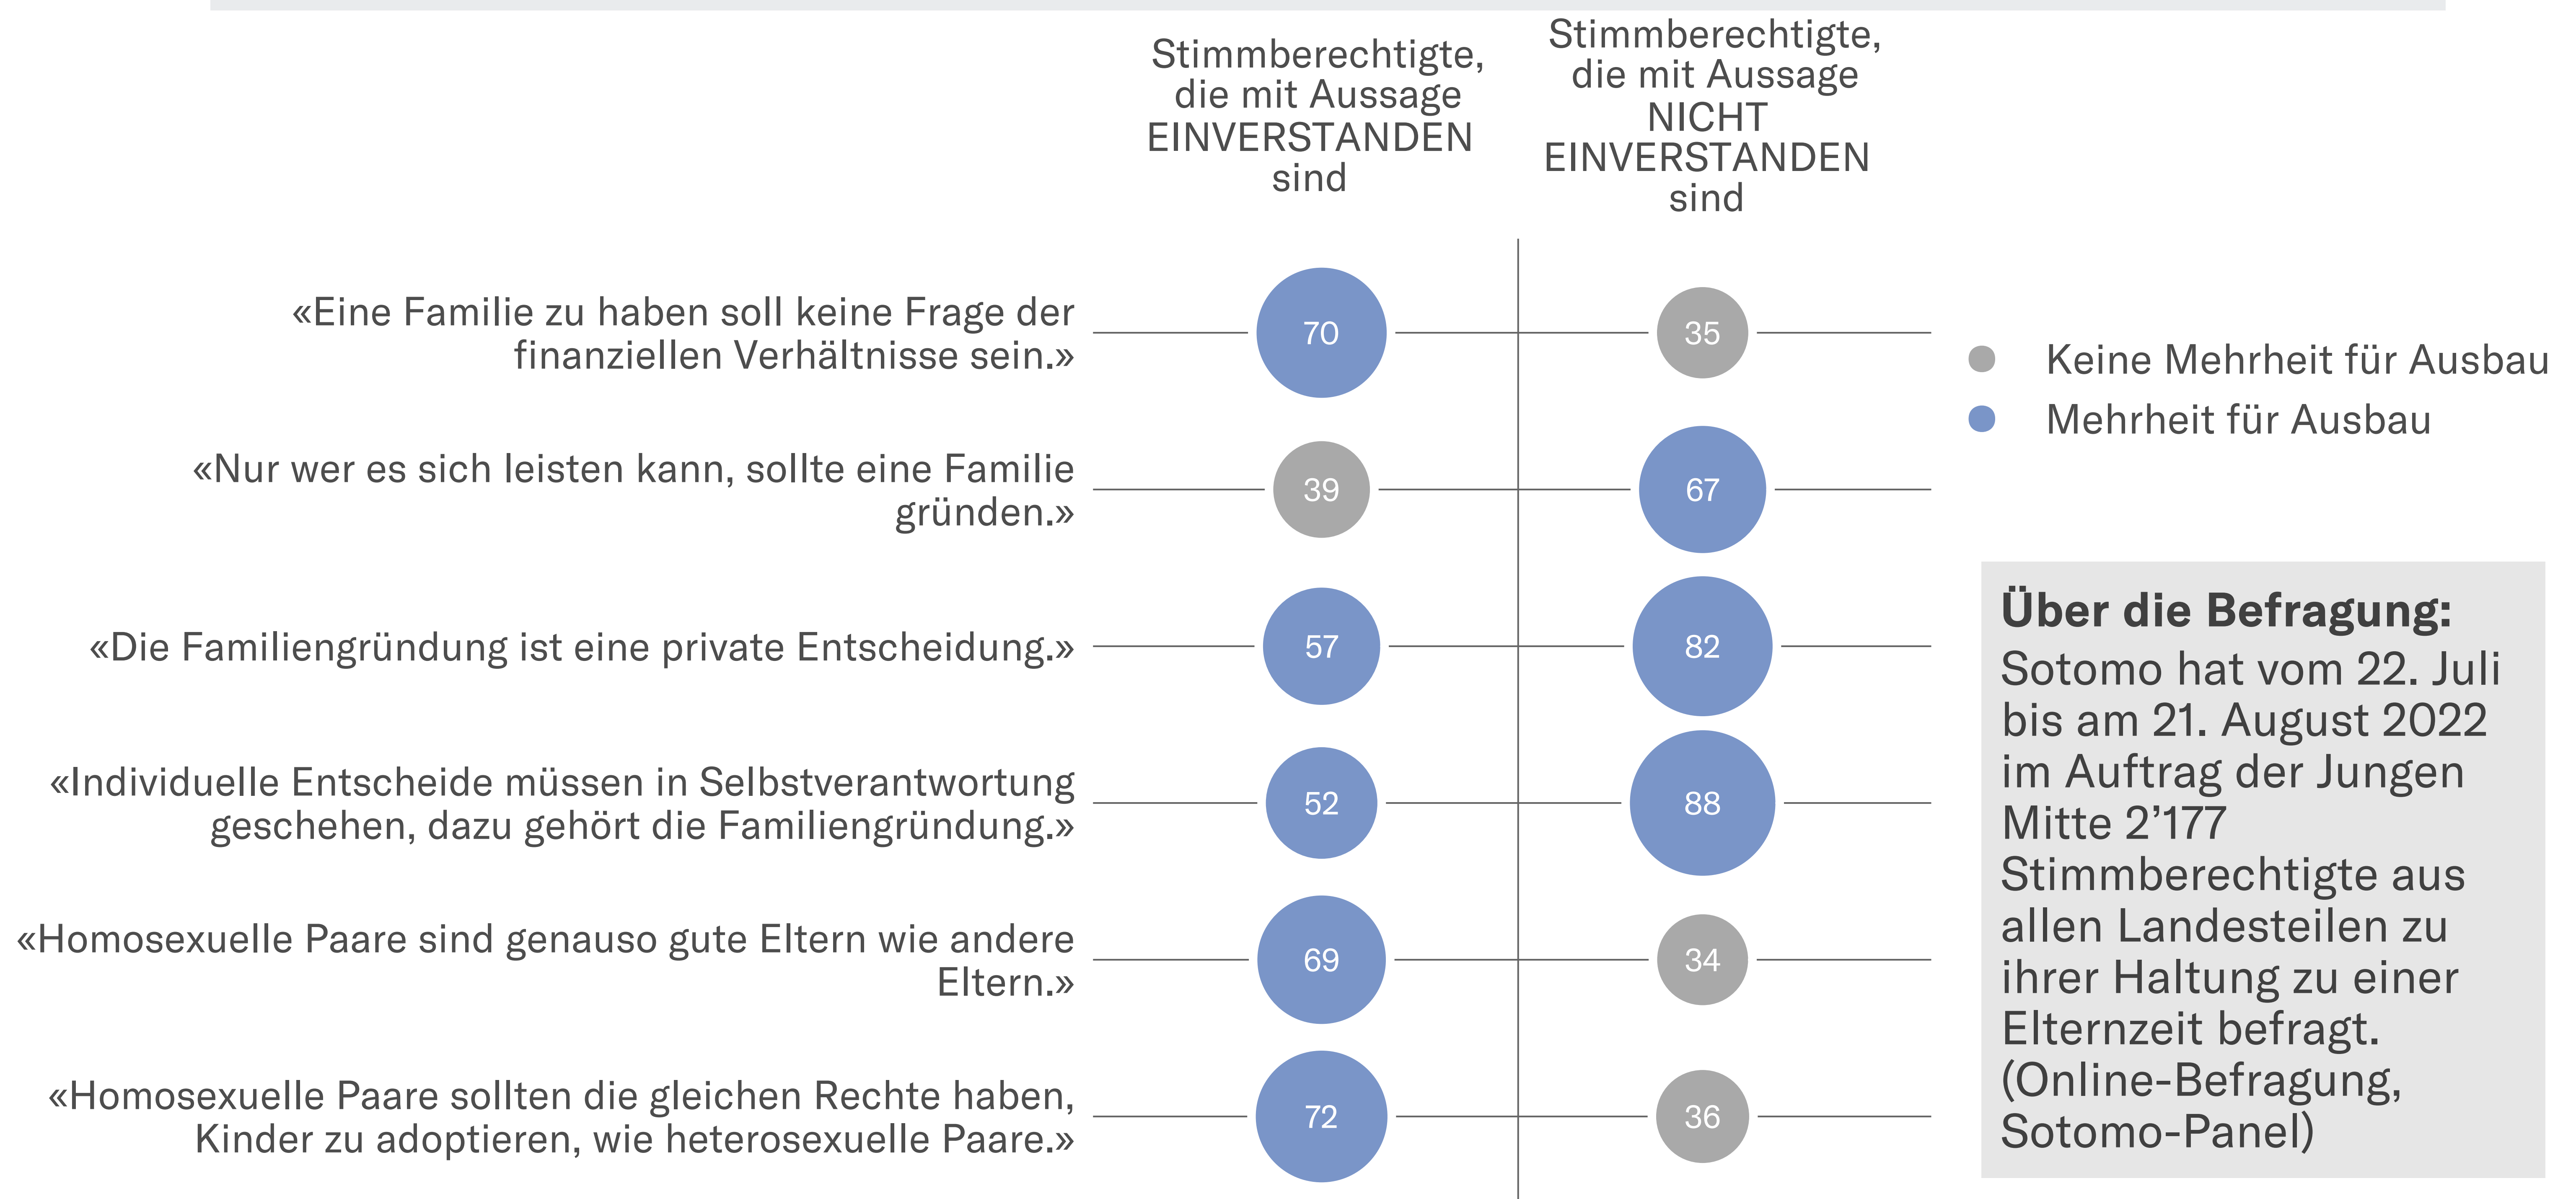 Stimmberechtigte,
die mit Aussage
EINVERSTANDEN
sind
Stimmberechtigte,
die mit Aussage
NICHT
EINVERSTANDEN
sind
«Eine Familie zu haben soll keine Frage der
finanziellen Verhältnisse sein.»
70
35
«Nur wer es sich leisten kann, sollte eine Familie
gründen.»
39
67
«Die Familiengründung ist eine private Entscheidung.»
57
82
«Individuelle Entscheide müssen in Selbstverantwortung
geschehen, dazu gehört die Familiengründung.»
52
88
«Homosexuelle Paare sind genauso gute Eltern wie andere
Eltern.»
69
34
«Homosexuelle Paare sollten die gleichen Rechte haben,
Kinder zu adoptieren, wie heterosexuelle Paare.»
72
36
Keine Mehrheit für Ausbau
Mehrheit für Ausbau
Über die Befragung:
Sotomo hat vom 22. Juli
bis am 21. August 2022
im Auftrag der Jungen
Mitte 2’177
Stimmberechtigte aus
allen Landesteilen zu
ihrer Haltung zu einer
Elternzeit befragt.
(Online-Befragung,
Sotomo-Panel)